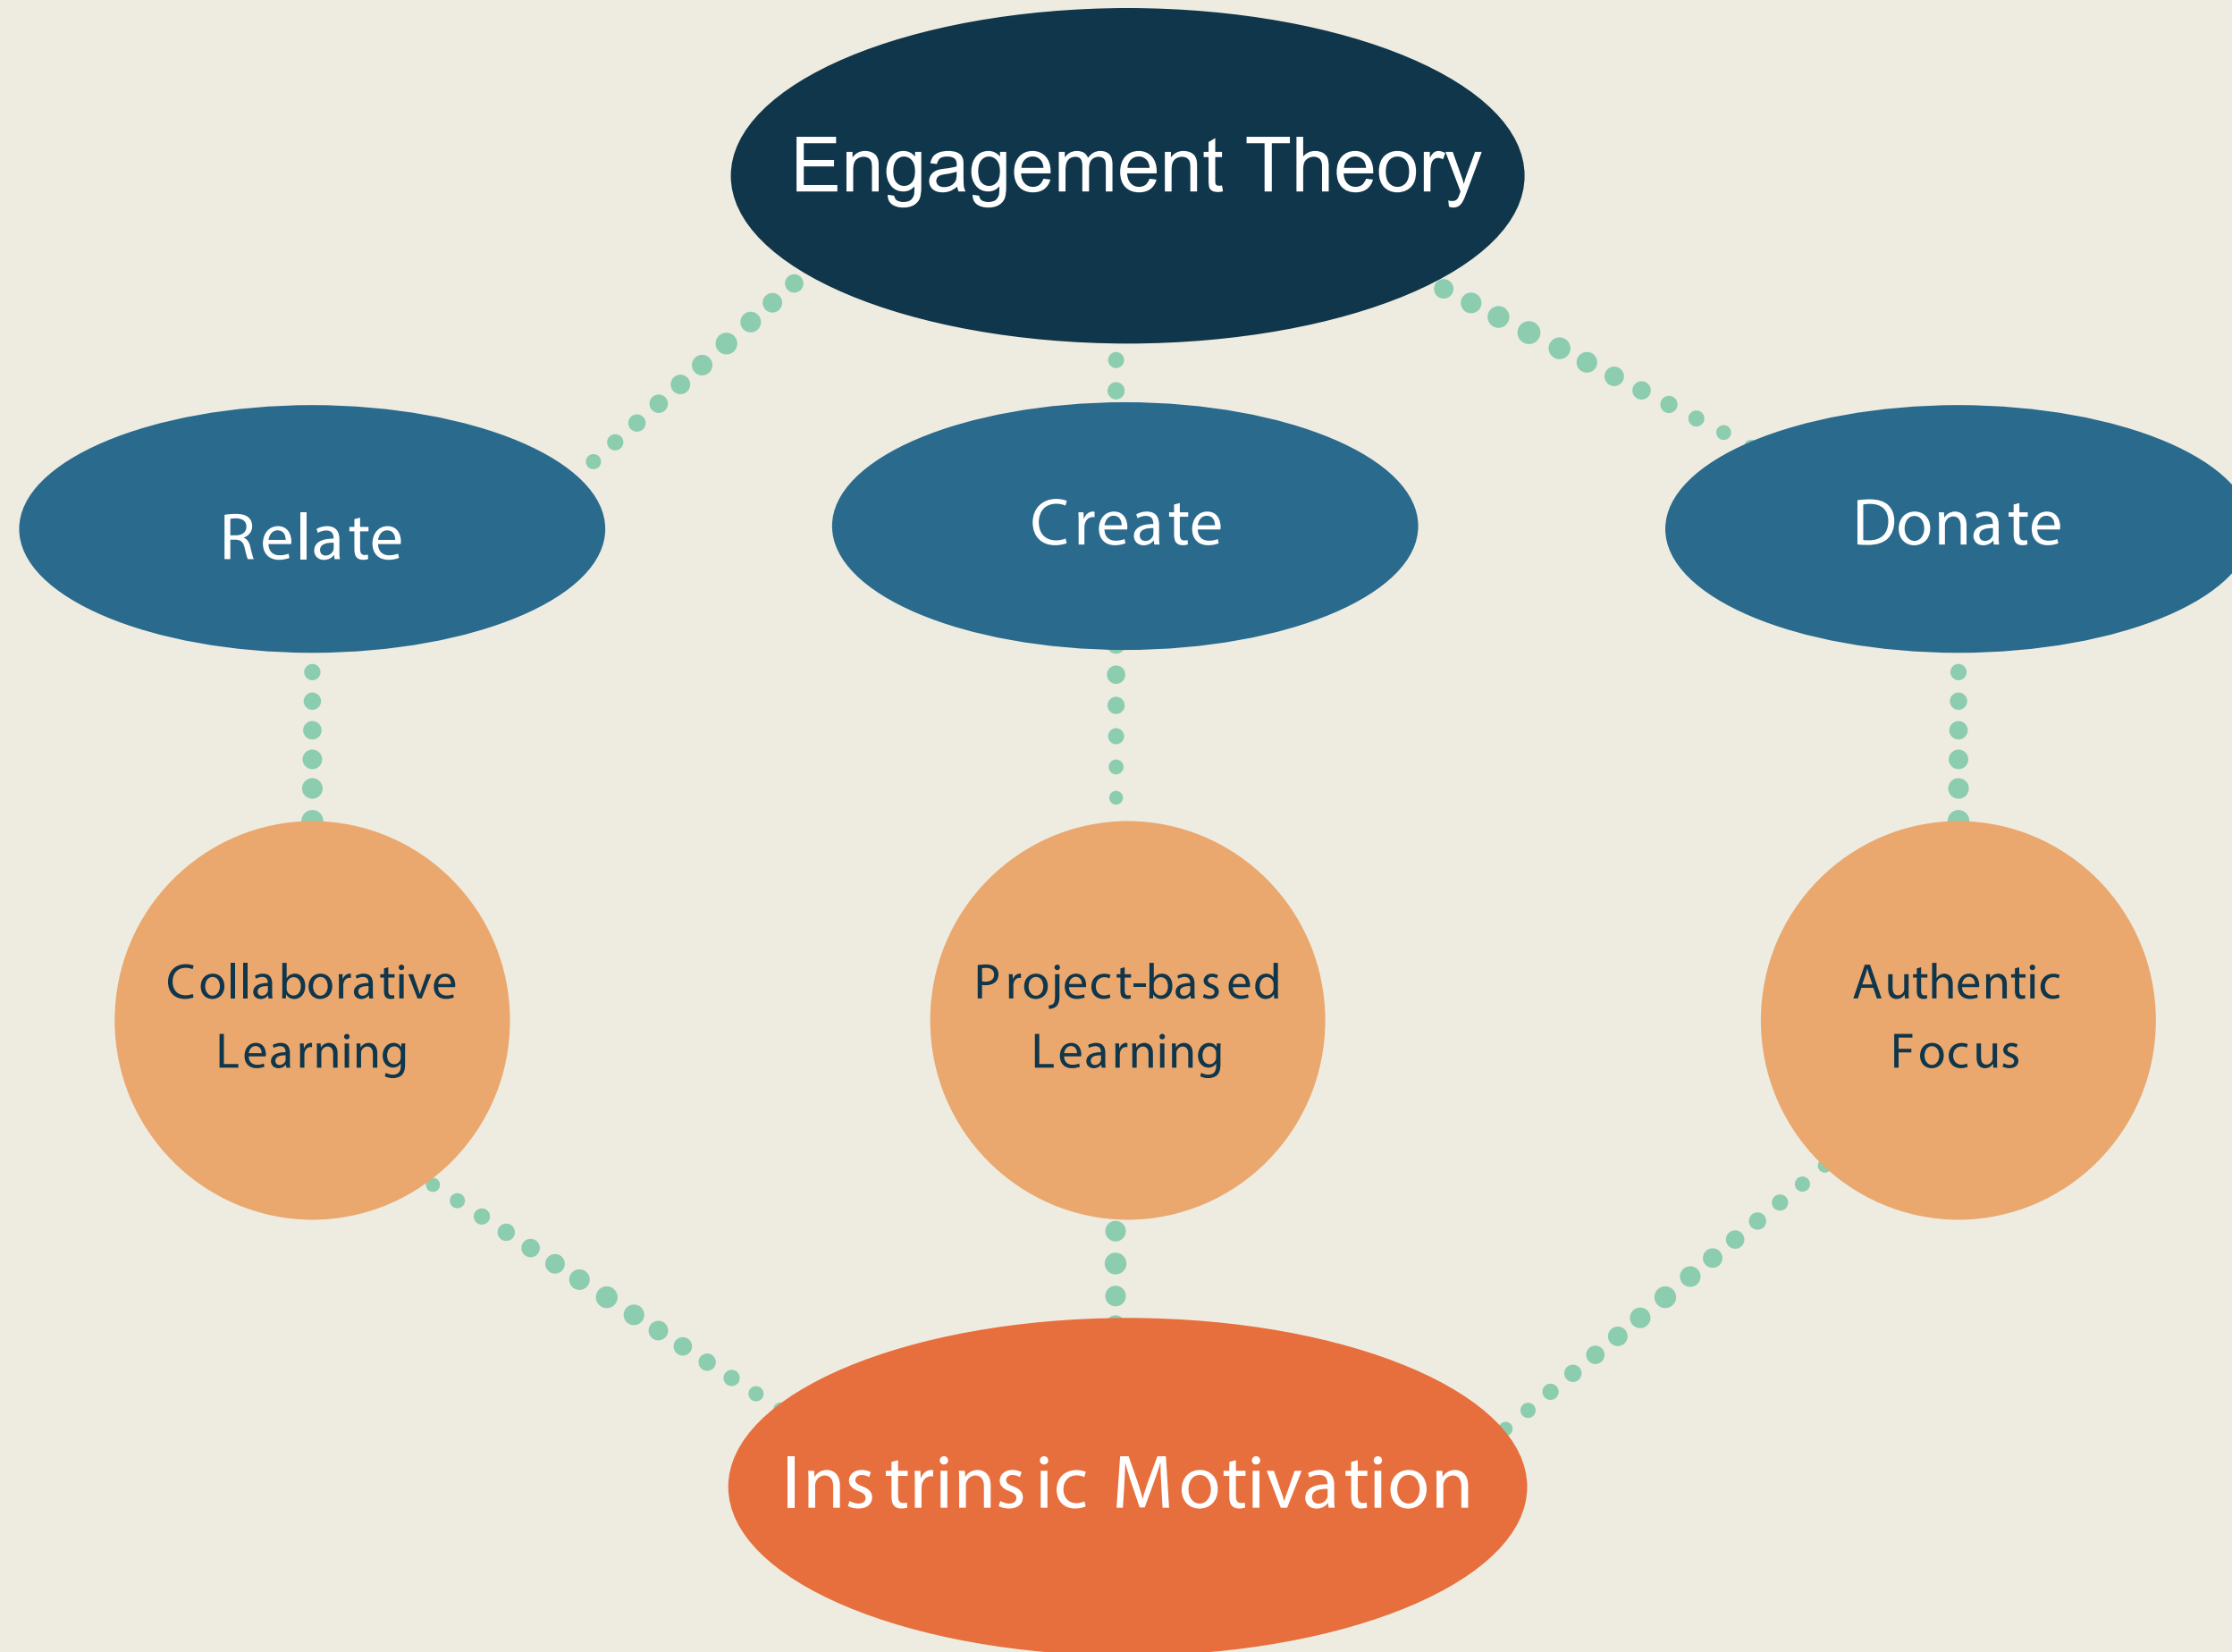 Engagement Theory
Relate
Create
Donate
Collaborative
Learning
Project-based
Learning
Authentic
Focus
Instrinsic Motivation